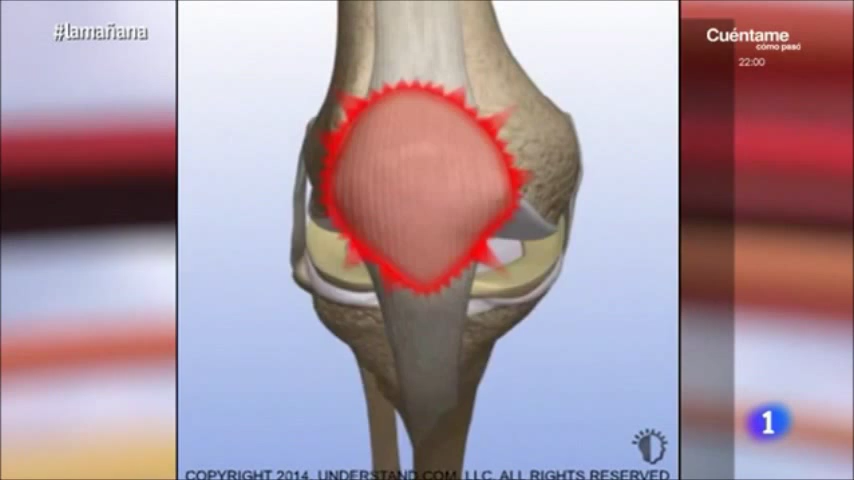 #lamañana
Cuéntame
cómo pasó
22:00
1
COPYRIGHT 2014. UNDERSTAND.COM, LLC. ALL RIGHTS RESERVED